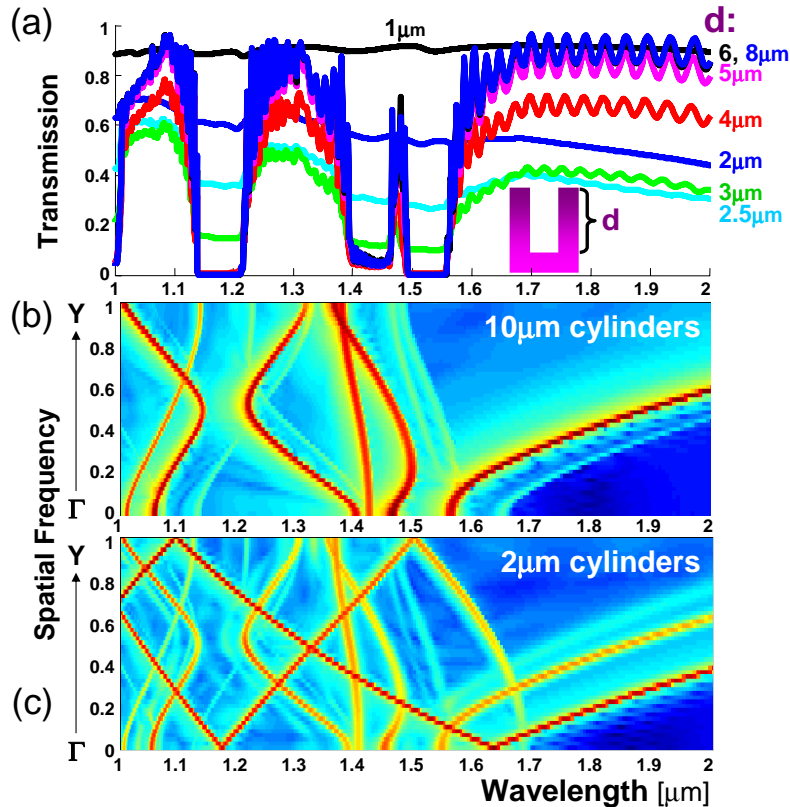 (a)
1μm
d:
Transmission
1
0.8
0.6
0.4
0.2
0
6, 8μm
5μm
4μm
2μm
3μm
2.5μm
d
1 1.1 1.2 1.3 1.4 1.5 1.6 1.7 1.8 1.9 2
(b)
Y
1
0.8
0.6
0.4
0.2
0
Γ
10μm cylinders
1 1.1 1.2 1.3 1.4 1.5 1.6 1.7 1.8 1.9 2
Spatial Frequency
(c)
Y
1
0.8
0.6
0.4
0.2
0
Γ
2μm cylinders
1 1.1 1.2 1.3 1.4 1.5 1.6 1.7 1.8 1.9 2
Wavelength [μm]